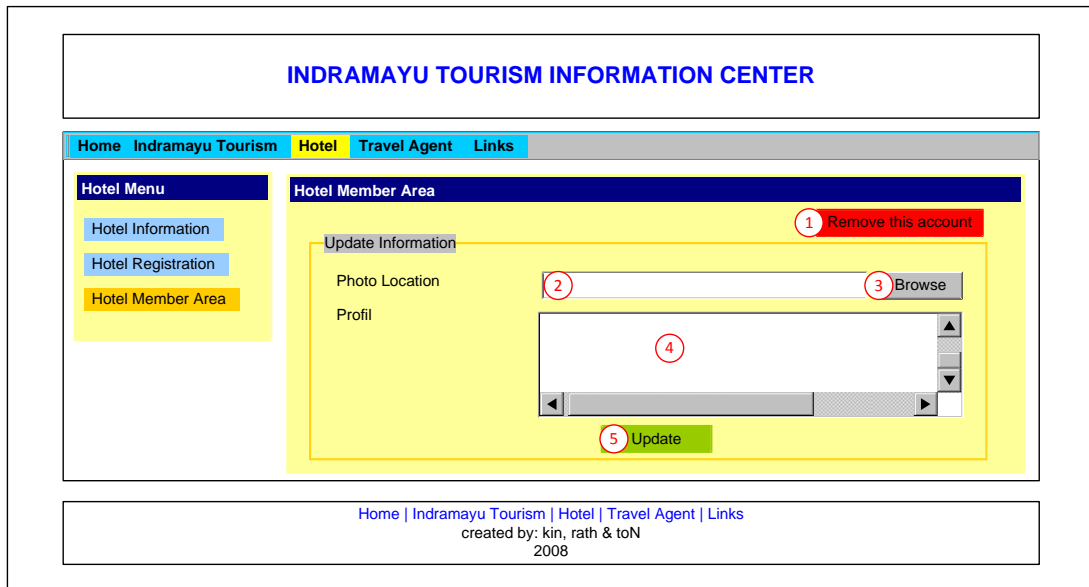 INDRAMAYU TOURISM INFORMATION CENTER
Home Indramayu Tourism Hotel Travel Agent Links
Hotel Menu
Hotel Information
Hotel Registration
Hotel Member Area
Hotel Member Area
1 Remove this account
Update Information
Photo Location
2
3 Browse
Profil
4
5 Update
Home | Indramayu Tourism | Hotel | Travel Agent | Links
created by: kin, rath & toN
2008